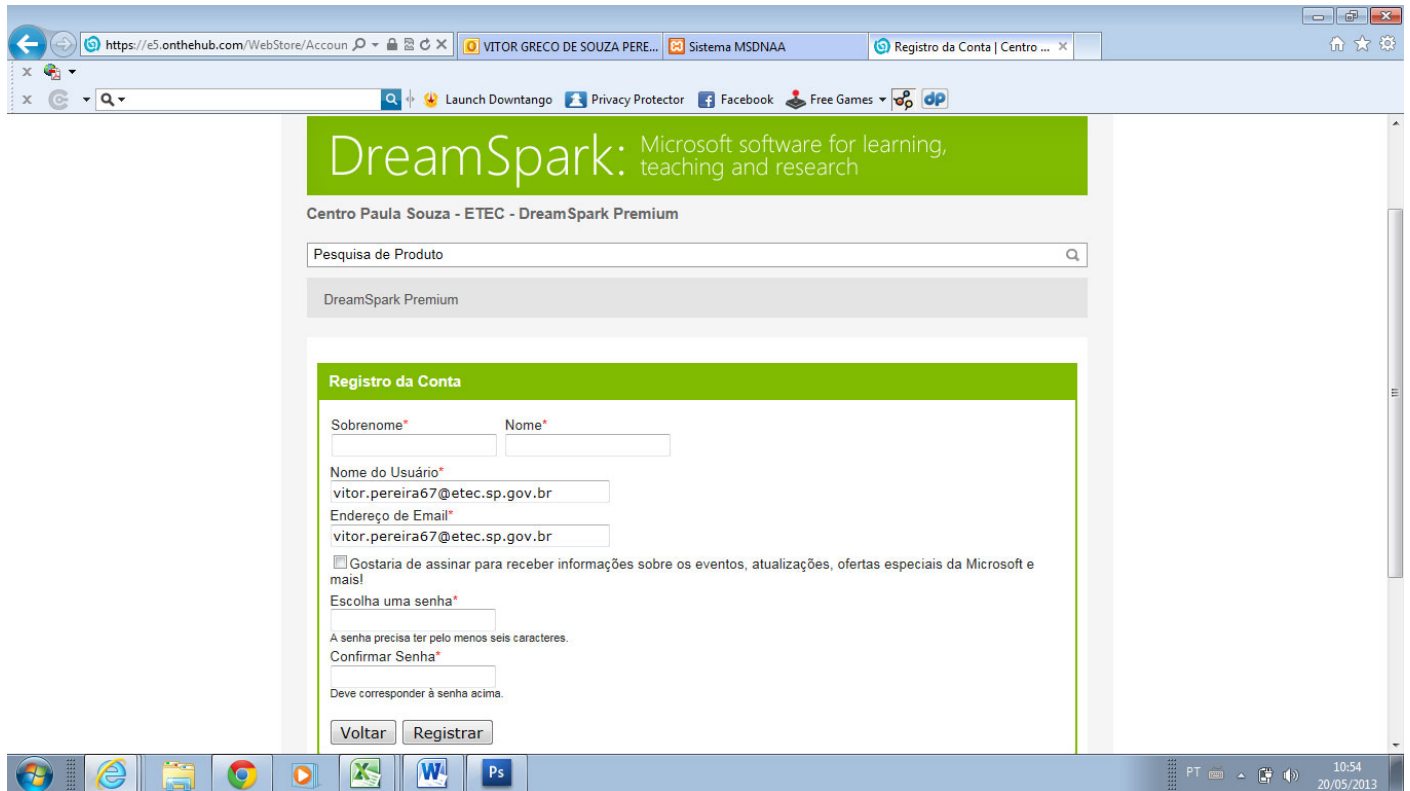 https://e5.onthehub.com/WebStore/Accoun
VITOR GRECO DE SOUZA PERE...
Sistema MSDNAA
Registro da Conta | Centro ...
Launch Downtango
Privacy Protector
Facebook
Free Games
dp
DreamSpark: Microsoft software for learning,
teaching and research
Centro Paula Souza - ETEC - DreamSpark Premium
Pesquisa de Produto
DreamSpark Premium
Registro da Conta
Sobrenome* Nome*
Nome do Usuário*
vitor.pereira67@etec.sp.gov.br
Endereço de Email*
vitor.pereira67@etec.sp.gov.br
Gostaria de assinar para receber informações sobre os eventos, atualizações, ofertas especiais da Microsoft e
mais!
Escolha uma senha*
A senha precisa ter pelo menos seis caracteres.
Confirmar Senha*
Deve corresponder à senha acima.
Voltar Registrar
Ps
PT
10:54
20/05/2013